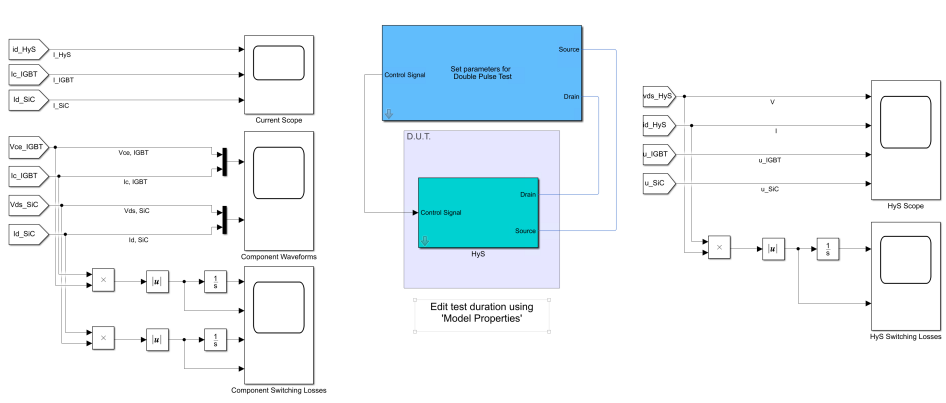 id_HyS
I_HyS
Ic_IGBT
I_IGBT
Id_SiC
I_SiC
Current Scope
Vce_IGBT
Vce, IGBT
Ic_IGBT
Ic, IGBT
Vds_SiC
Vds, SiC
Id_SiC
Id, SiC
Component Waveforms
×
|u|
1
s
×
|u|
1
s
Component Switching Losses
Source
Set parameters for
Double Pulse Test
Control Signal
Drain
D.U.T.
Drain
Control Signal
Source
HyS
Edit test duration using
'Model Properties'
vds_HyS
V
id_HyS
I
u_IGBT
u_IGBT
u_SiC
u_SiC
HyS Scope
×
|u|
1
s
HyS Switching Losses